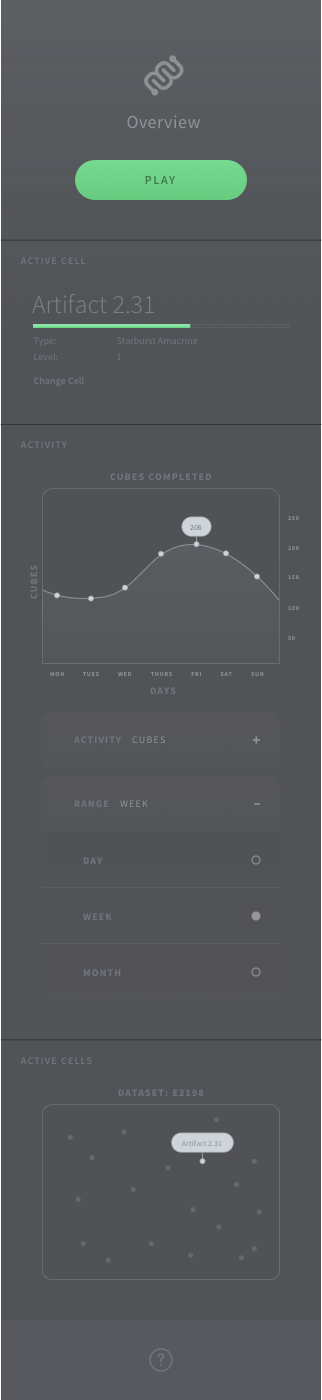 Overview
PLAY
ACTIVE CELL
Artifact 2.31
Type: Starburst Amacrine
Level: 1
Change Cell
ACTIVITY
CUBES COMPLETED
206
250
200
150
100
50
CUBES
MON TUES WED THURS FRI SAT SUN
DAYS
ACTIVITY CUBES +
RANGE WEEK –
DAY
WEEK
MONTH
ACTIVE CELLS
DATASET: E2198
Artifact 2.31
?